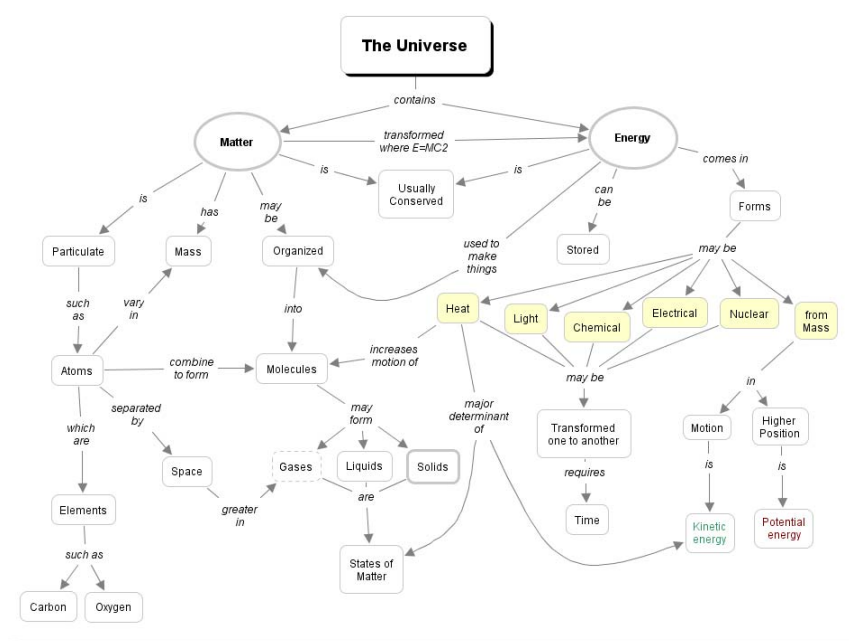 The Universe
contains
Matter
transformed
where E=MC2
Energy
is
Usually
Conserved
is
comes in
is
has
may
be
can
be
Forms
Particulate
Mass
Organized
used to
make
things
Stored
may be
such
as
vary
in
into
Heat
Light
Chemical
Electrical
Nuclear
from
Mass
Atoms
combine
to form
Molecules
increases
motion of
may be
in
which
are
separated
by
may
form
major
determinant
of
Transformed
one to another
Motion
Higher
Position
Space
Gases
Liquids
Solids
requires
is
is
Elements
greater
in
are
Time
Kinetic
energy
Potential
energy
such as
States of
Matter
Carbon
Oxygen